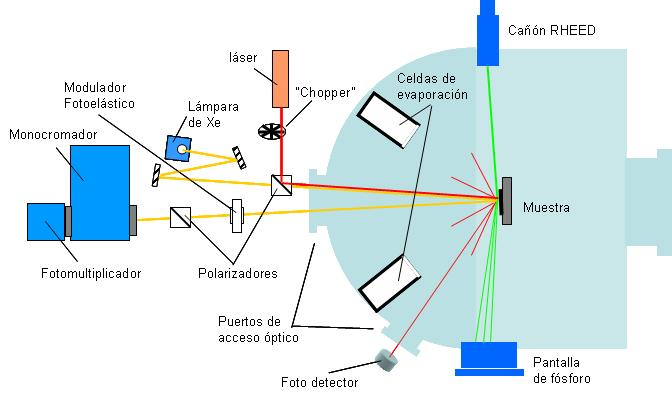 Cañón RHEED
láser
Celdas de
evaporación
Modulador
Fotoelástico
"Chopper"
Lámpara
de Xe
Monocromador
Muestra
Fotomultiplicador
Polarizadores
Puertos de
acceso óptico
Foto detector
Pantalla
de fósforo